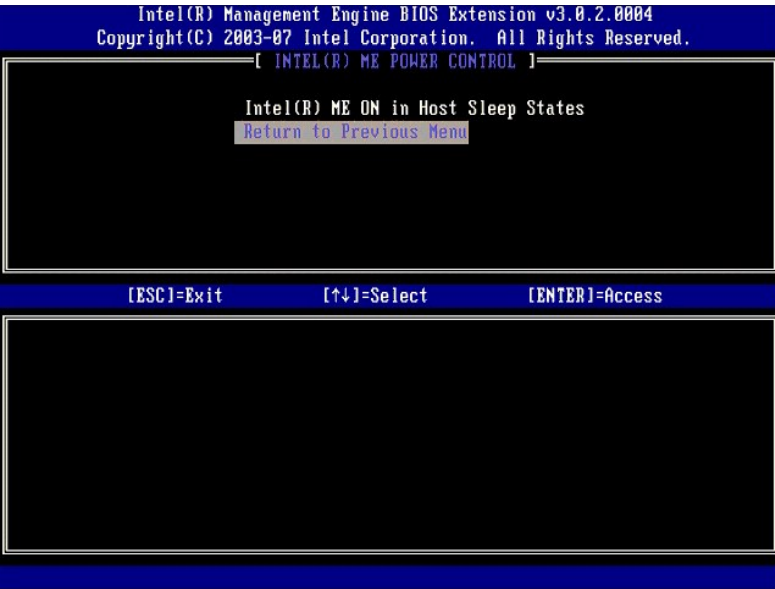 Intel(R) Management Engine BIOS Extension v3.0.2.0004
Copyright(C) 2003-07 Intel Corporation. All Rights Reserved.
[ INTEL(R) ME POWER CONTROL ]
Intel(R) ME ON in Host Sleep States
Return to Previous Menu
[ESC]=Exit [↑↓]=Select [ENTER]=Access